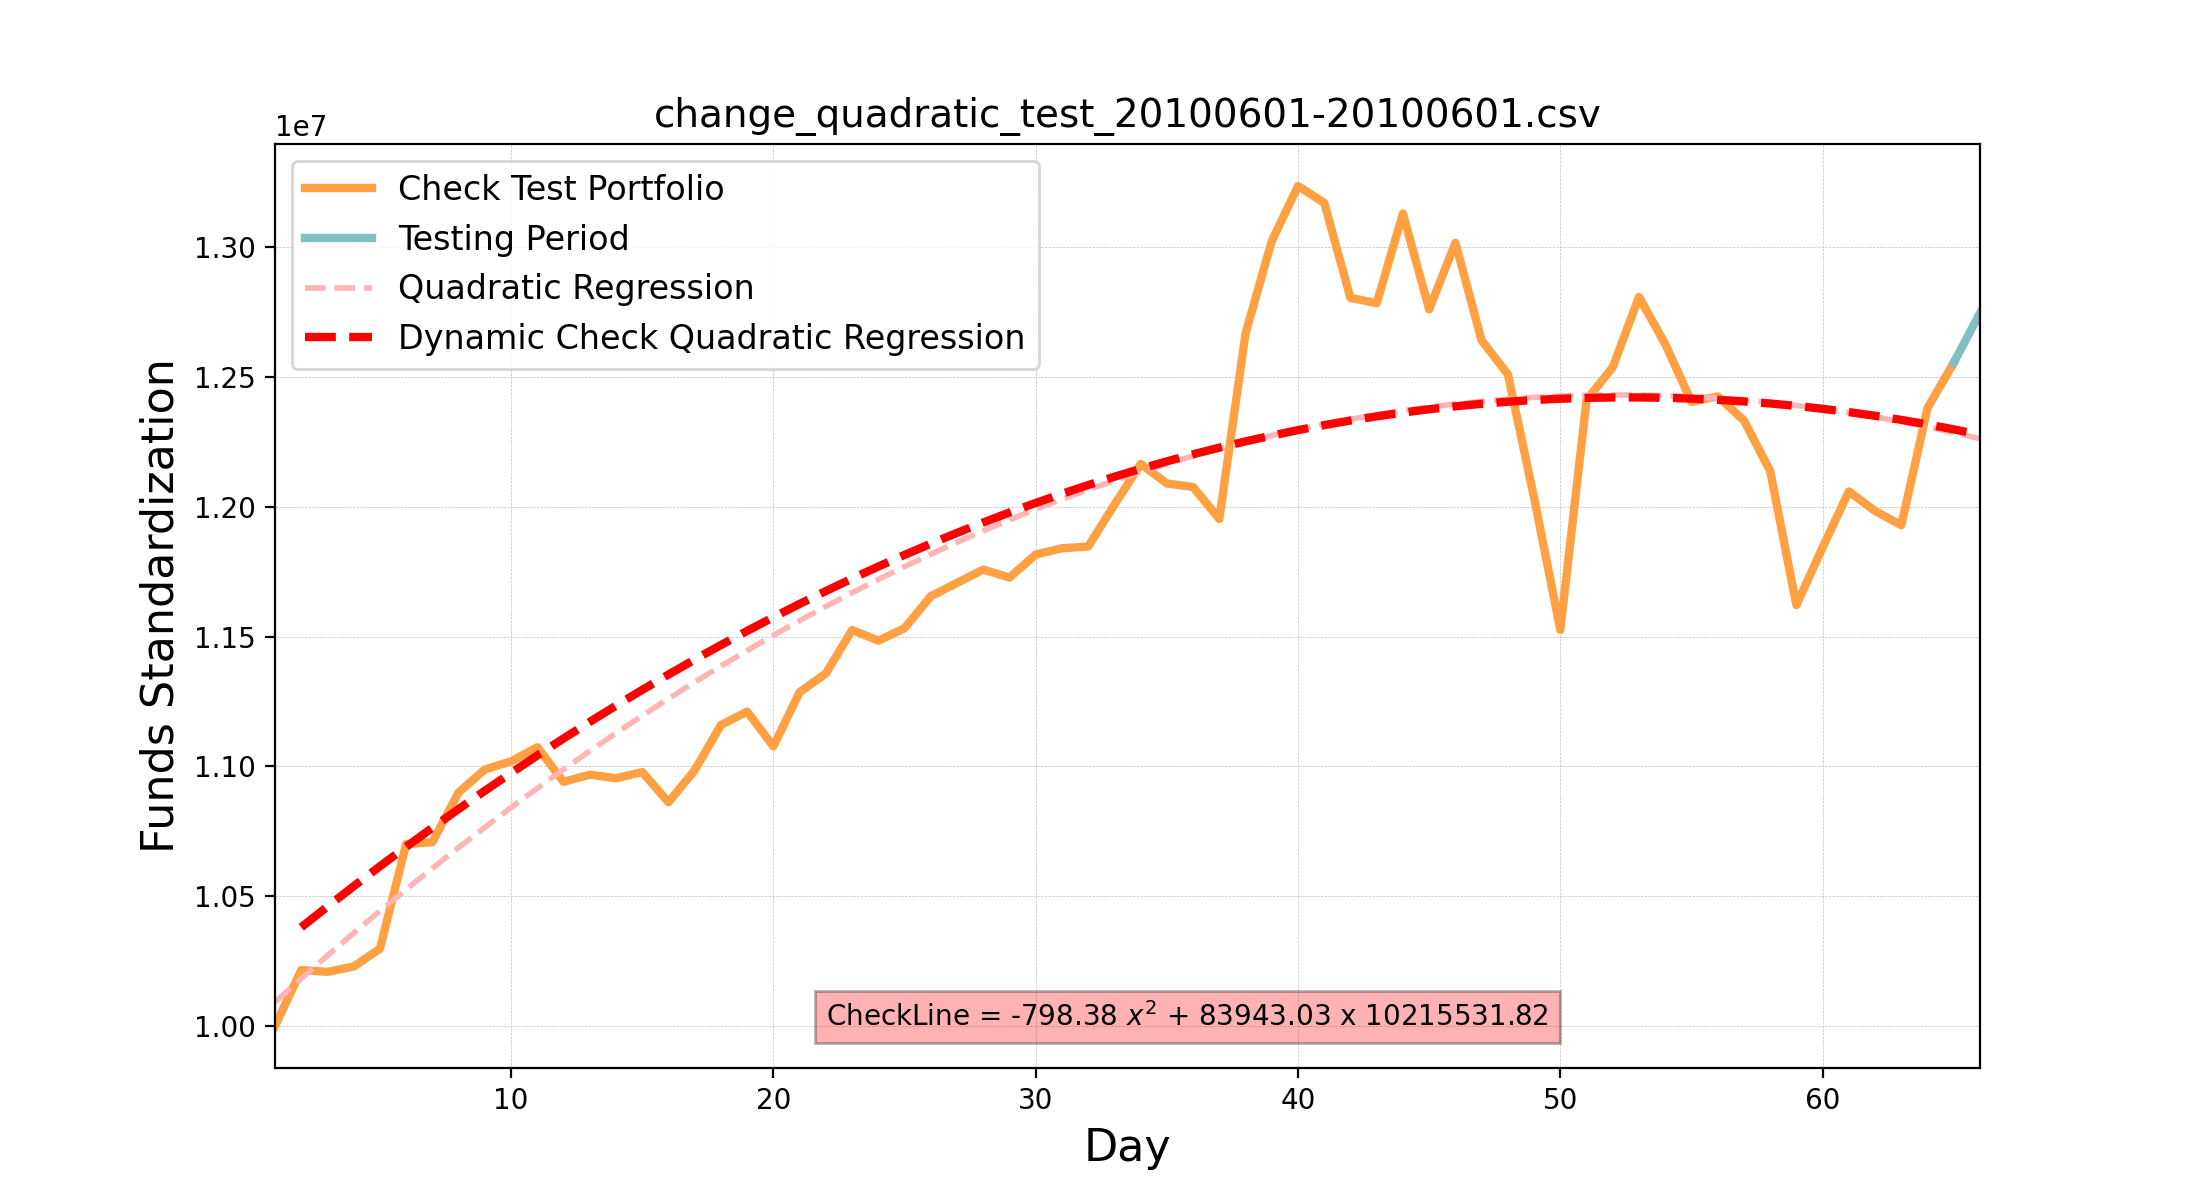 change_quadratic_test_20100601-20100601.csv
1e7
Check Test Portfolio
Testing Period
Quadratic Regression
Dynamic Check Quadratic Regression
1.30
1.25
1.20
1.15
1.10
1.05
1.00
Funds Standardization
CheckLine = -798.38 x² + 83943.03 x 10215531.82
10 20 30 40 50 60
Day